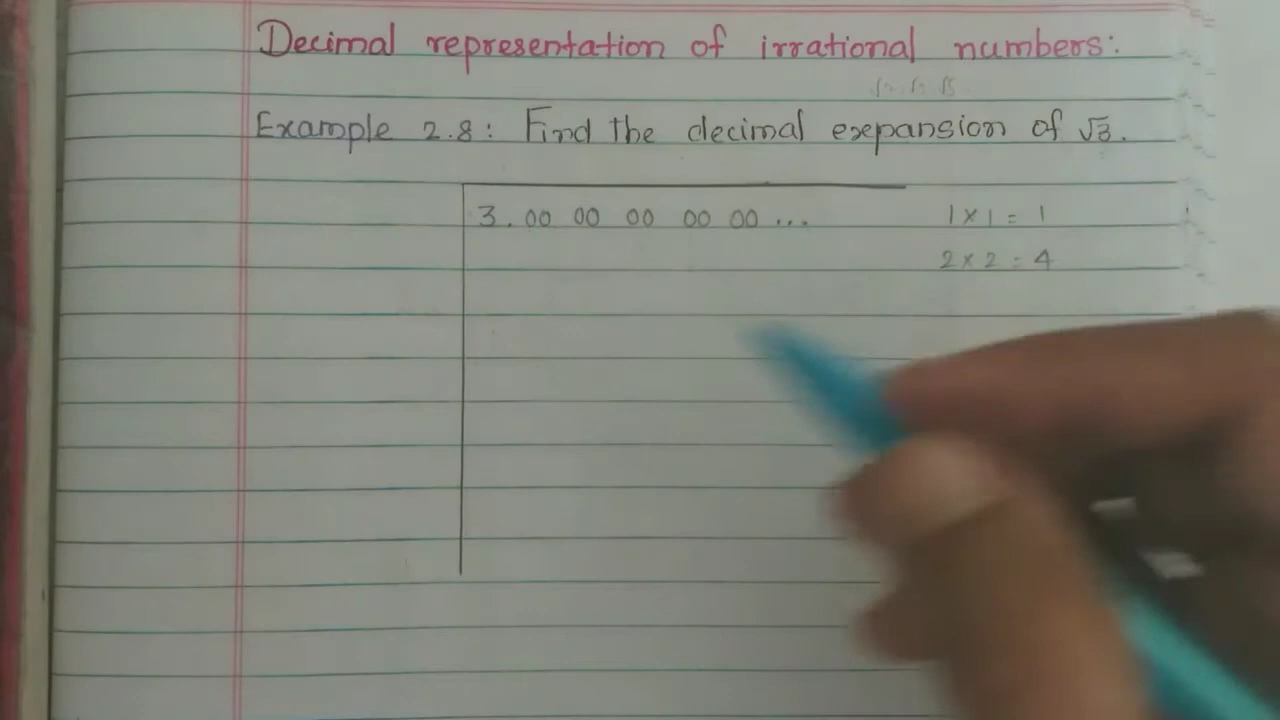 Decimal representation of irrational numbers:
Example 2.8: Find the decimal expansion of √3.
3.00 00 00 00 00 ...
1 × 1 = 1
2 × 2 = 4